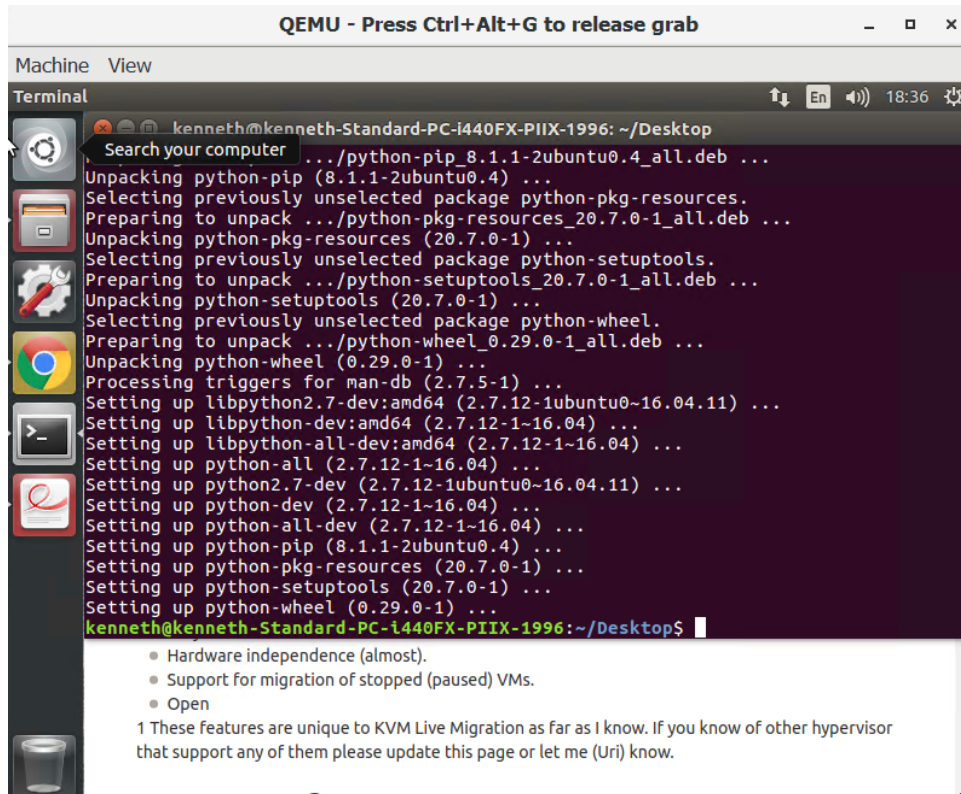 QEMU - Press Ctrl+Alt+G to release grab
Machine View
Terminal En 18:36
kenneth@kenneth-Standard-PC-i440FX-PIIX-1996: ~/Desktop
Search your computer
.../python-pip_8.1.1-2ubuntu0.4_all.deb ...
Unpacking python-pip (8.1.1-2ubuntu0.4) ...
Selecting previously unselected package python-pkg-resources.
Preparing to unpack .../python-pkg-resources_20.7.0-1_all.deb ...
Unpacking python-pkg-resources (20.7.0-1) ...
Selecting previously unselected package python-setuptools.
Preparing to unpack .../python-setuptools_20.7.0-1_all.deb ...
Unpacking python-setuptools (20.7.0-1) ...
Selecting previously unselected package python-wheel.
Preparing to unpack .../python-wheel_0.29.0-1_all.deb ...
Unpacking python-wheel (0.29.0-1) ...
Processing triggers for man-db (2.7.5-1) ...
Setting up libpython2.7-dev:amd64 (2.7.12-1ubuntu0~16.04.11) ...
Setting up libpython-dev:amd64 (2.7.12-1~16.04) ...
Setting up libpython-all-dev:amd64 (2.7.12-1~16.04) ...
Setting up python-all (2.7.12-1~16.04) ...
Setting up python2.7-dev (2.7.12-1ubuntu0~16.04.11) ...
Setting up python-dev (2.7.12-1~16.04) ...
Setting up python-all-dev (2.7.12-1~16.04) ...
Setting up python-pip (8.1.1-2ubuntu0.4) ...
Setting up python-pkg-resources (20.7.0-1) ...
Setting up python-setuptools (20.7.0-1) ...
Setting up python-wheel (0.29.0-1) ...
kenneth@kenneth-Standard-PC-i440FX-PIIX-1996:~/Desktop$
Hardware independence (almost).
Support for migration of stopped (paused) VMs.
Open
1 These features are unique to KVM Live Migration as far as I know. If you know of other hypervisor
that support any of them please update this page or let me (Uri) know.